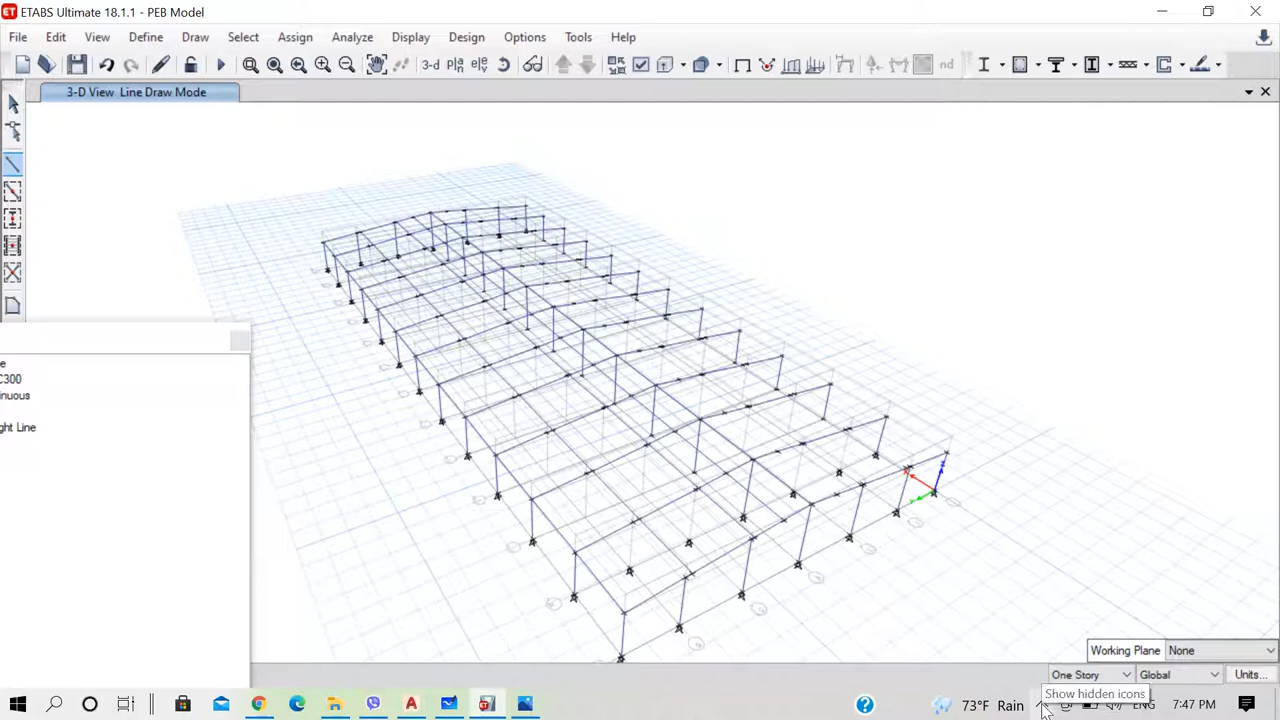 ETABS Ultimate 18.1.1 - PEB Model
File Edit View Define Draw Select Assign Analyze Display Design Options Tools Help
3-d nd
3-D View Line Draw Mode
e
C300
inuous
ght Line
Working Plane None
One Story Global Units...
Show hidden icons
73°F Rain ENG 7:47 PM